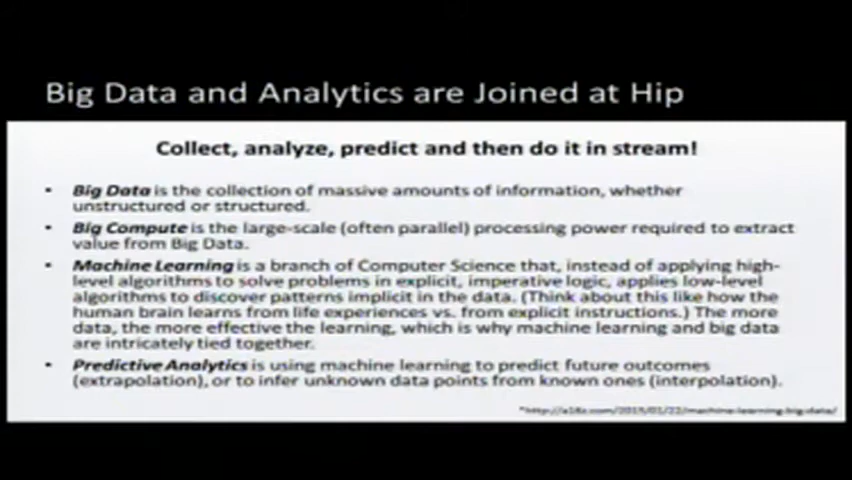 Big Data and Analytics are Joined at Hip
Collect, analyze, predict and then do it in stream!
• Big Data is the collection of massive amounts of information, whether
unstructured or structured.
• Big Compute is the large-scale (often parallel) processing power required to extract
value from Big Data.
• Machine Learning is a branch of Computer Science that, instead of applying high-
level algorithms to solve problems in explicit, imperative logic, applies low-level
algorithms to discover patterns implicit in the data. (Think about this like how the
human brain learns from life experiences vs. from explicit instructions.) The more
data, the more effective the learning, which is why machine learning and big data
are intricately tied together.
• Predictive Analytics is using machine learning to predict future outcomes
(extrapolation), or to infer unknown data points from known ones (interpolation).
*http://a16z.com/2015/01/22/machine-learning-big-data/